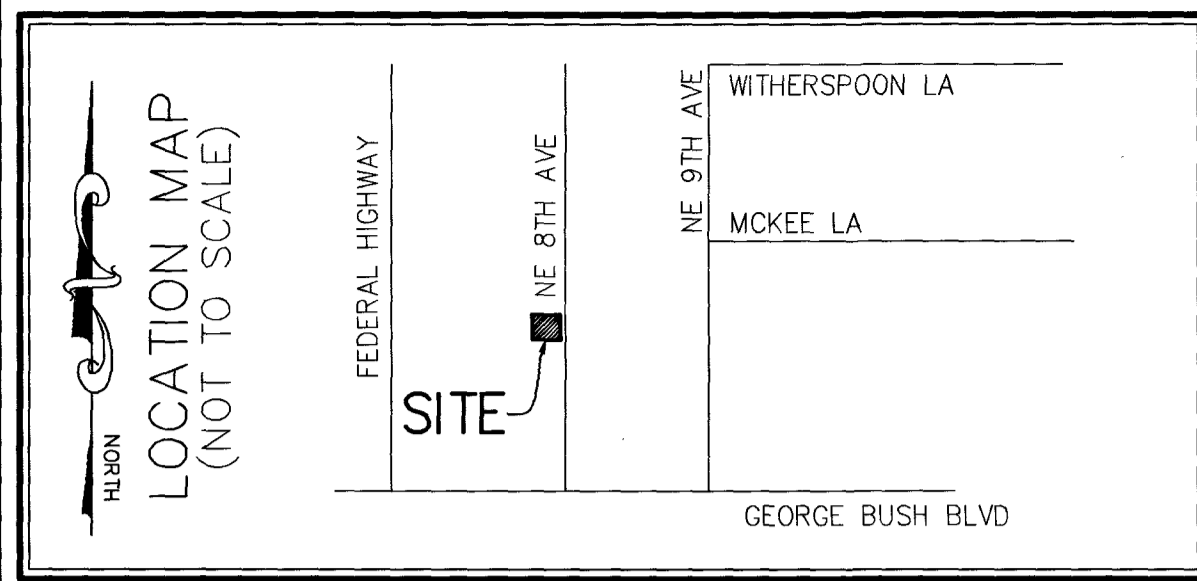 LOCATION MAP
(NOT TO SCALE)
NORTH
FEDERAL HIGHWAY
NE 8TH AVE
NE 9TH AVE
WITHERSPOON LA
MCKEE LA
SITE
GEORGE BUSH BLVD